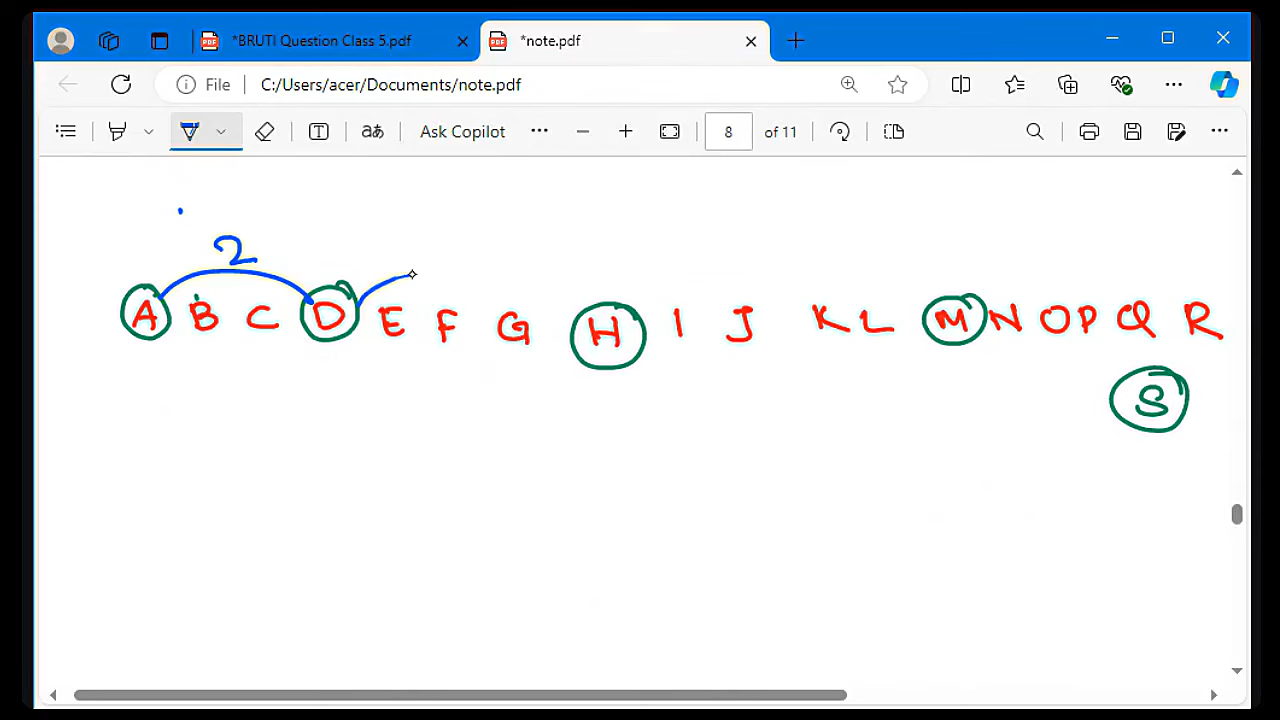 *BRUTI Question Class 5.pdf
*note.pdf
File C:/Users/acer/Documents/note.pdf
Ask Copilot 8 of 11
2
A B C D E F G H I J K L M N O P Q R
S